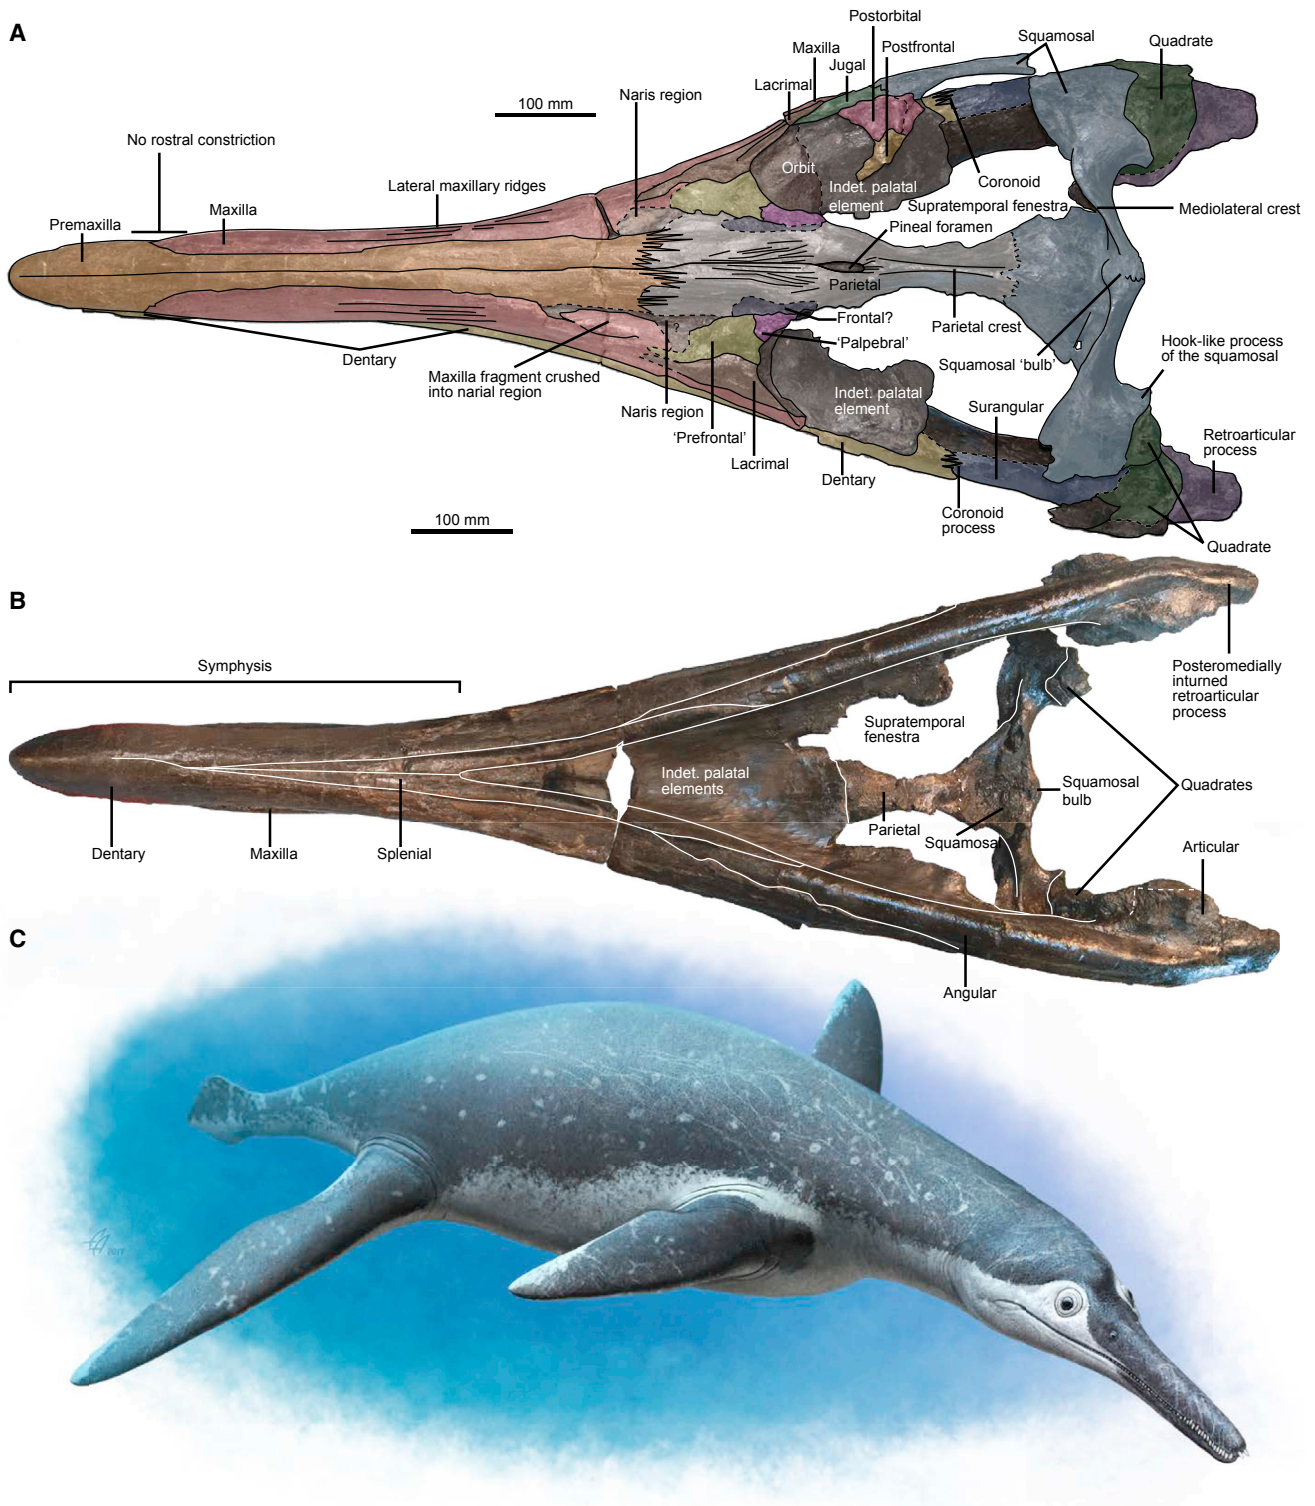 A
Postorbital
Squamosal
Quadrate
Maxilla
Postfrontal
Jugal
Lacrimal
Naris region
100 mm
No rostral constriction
Orbit
Lateral maxillary ridges
Indet. palatal
element
Coronoid
Supratemporal fenestra
Mediolateral crest
Maxilla
Premaxilla
Pineal foramen
Parietal
Frontal?
Parietal crest
?
'Palpebral'
Hook-like process
of the squamosal
Dentary
Squamosal 'bulb'
Maxilla fragment crushed
into narial region
Indet. palatal
element
Naris region
Surangular
'Prefrontal'
Retroarticular
process
Lacrimal
Dentary
100 mm
Coronoid
process
Quadrate
B
Symphysis
Posteromedially
inturned
retroarticular
process
Supratemporal
fenestra
Indet. palatal
elements
Squamosal
bulb
Quadrates
Parietal
Squamosal
Dentary
Maxilla
Splenial
Articular
C
Angular
2017